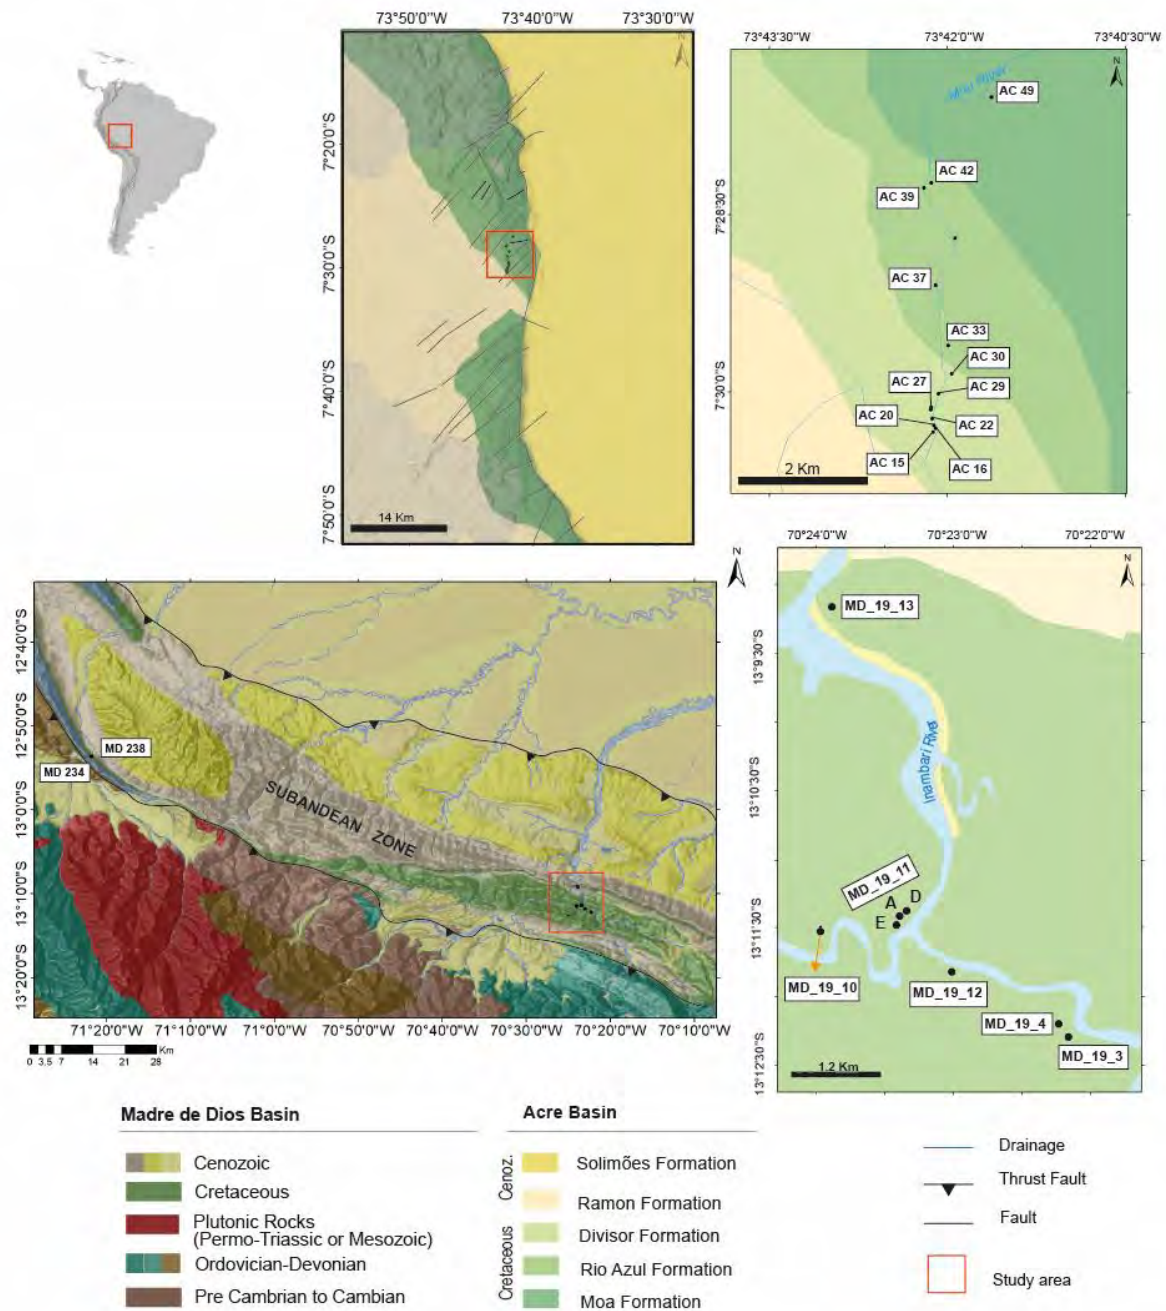 73°50'0"W
73°40'0"W
73°30'0"W
N
7°20'0"S
7°30'0"S
7°40'0"S
7°50'0"S
14 Km
73°43'30"W
73°42'0"W
73°40'30"W
N
7°28'30"S
7°30'0"S
Moa River
AC 49
AC 42
AC 39
AC 37
AC 33
AC 30
AC 27
AC 29
AC 20
AC 22
AC 15
AC 16
2 Km
N
12°40'0"S
12°50'0"S
13°0'0"S
13°10'0"S
13°20'0"S
MD 238
MD 234
SUBANDEAN ZONE
71°20'0"W
71°10'0"W
71°0'0"W
70°50'0"W
70°40'0"W
70°30'0"W
70°20'0"W
70°10'0"W
0 3.5 7 14 21 28 Km
70°24'0"W
70°23'0"W
70°22'0"W
N
13°9'30"S
13°10'30"S
13°11'30"S
13°12'30"S
MD_19_13
Inambari River
MD_19_11
A D
E
MD_19_10
MD_19_12
MD_19_4
MD_19_3
1.2 Km
Madre de Dios Basin
Cenozoic
Cretaceous
Plutonic Rocks
(Permo-Triassic or Mesozoic)
Ordovician-Devonian
Pre Cambrian to Cambian
Acre Basin
Cenoz.
Solimões Formation
Ramon Formation
Cretaceous
Divisor Formation
Rio Azul Formation
Moa Formation
Drainage
Thrust Fault
Fault
Study area